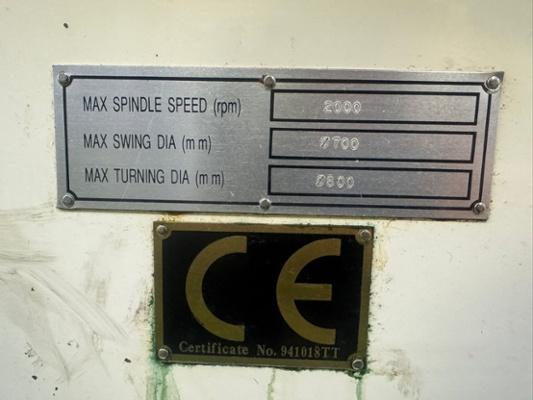 MAX SPINDLE SPEED (rpm) 2000
MAX SWING DIA (mm) Ø700
MAX TURNING DIA (mm) Ø600
CE
Certificate No. 941018TT